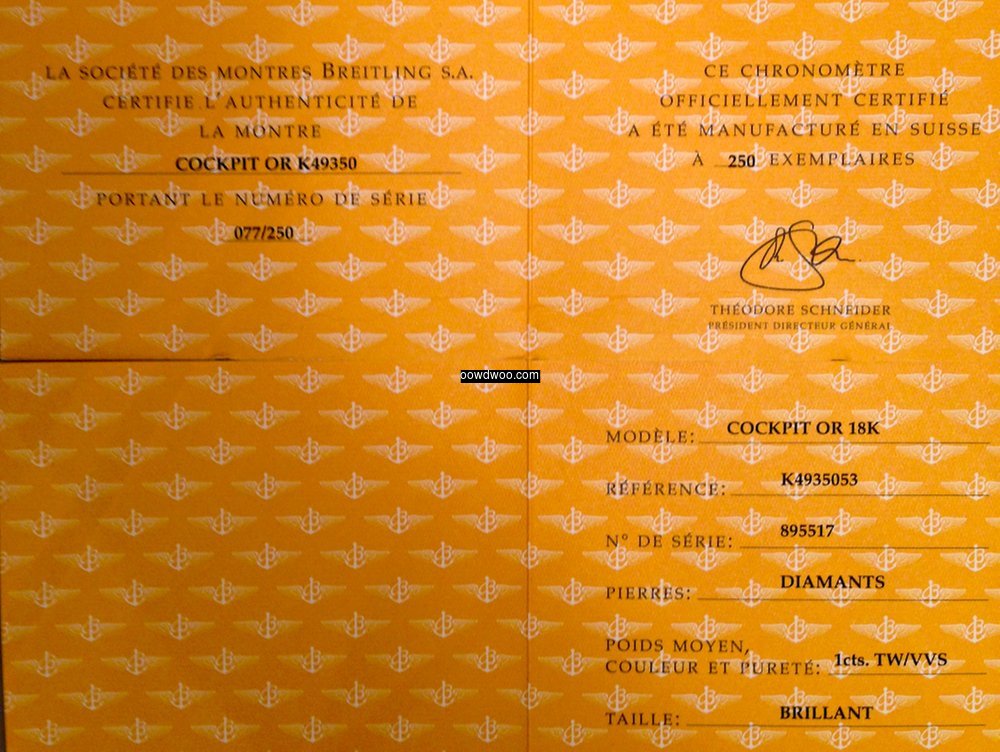 LA SOCIÉTÉ DES MONTRES BREITLING S.A.
CERTIFIE L'AUTHENTICITÉ DE
LA MONTRE
COCKPIT OR K49350
PORTANT LE NUMÉRO DE SÉRIE
077/250
CE CHRONOMÈTRE
OFFICIELLEMENT CERTIFIÉ
A ÉTÉ MANUFACTURÉ EN SUISSE
À 250 EXEMPLAIRES
THÉODORE SCHNEIDER
PRÉSIDENT DIRECTEUR GÉNÉRAL
oowdwoo.com
MODÈLE: COCKPIT OR 18K
RÉFÉRENCE: K4935053
N° DE SÉRIE: 895517
PIERRES: DIAMANTS
POIDS MOYEN,
COULEUR ET PURETÉ: 1cts. TW/VVS
TAILLE: BRILLANT